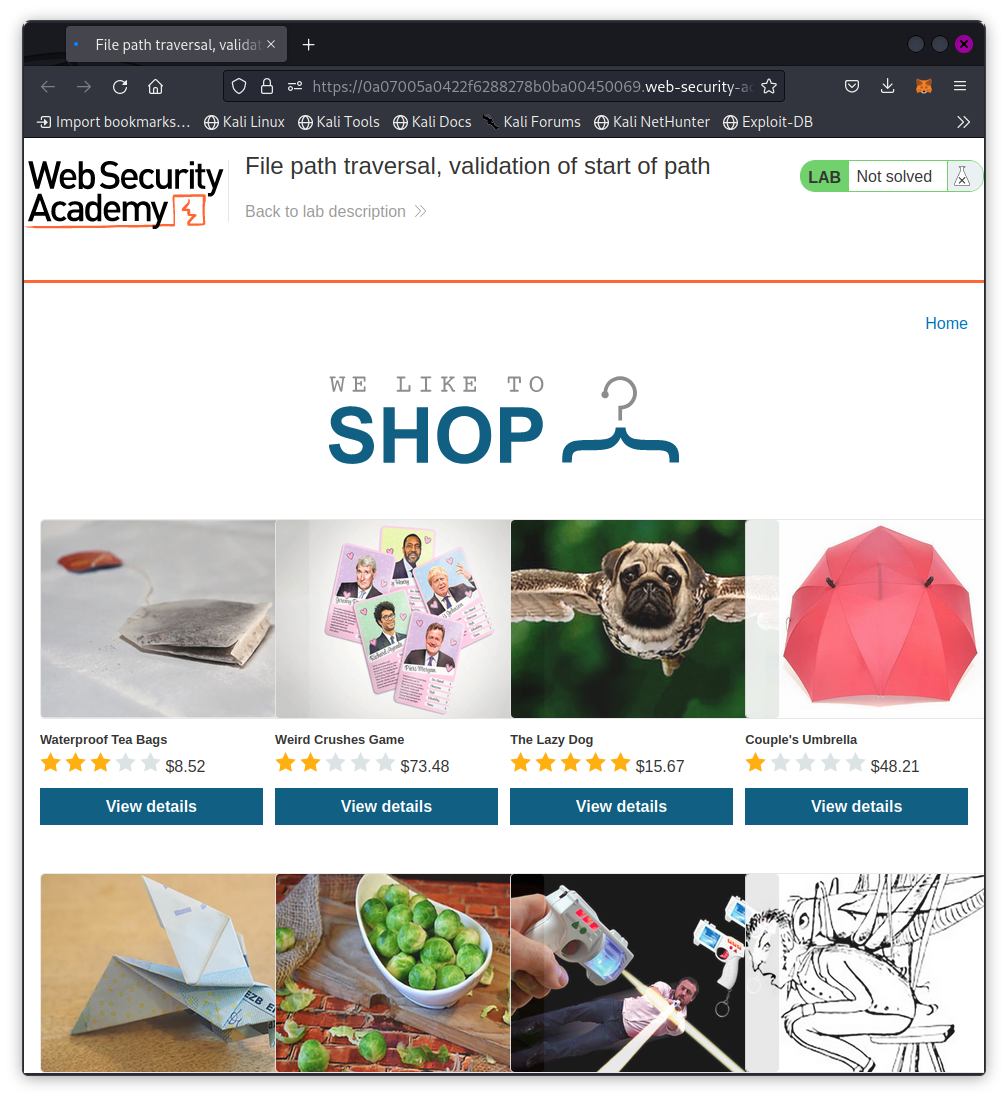 File path traversal, validat
https://0a07005a0422f6288278b0ba00450069.web-security-ac
Import bookmarks... Kali Linux Kali Tools Kali Docs Kali Forums Kali NetHunter Exploit-DB
Web Security
Academy
File path traversal, validation of start of path
Back to lab description
LAB Not solved
Home
WE LIKE TO
SHOP
Piers Morgan
Waterproof Tea Bags
$8.52
View details
Weird Crushes Game
$73.48
View details
The Lazy Dog
$15.67
View details
Couple's Umbrella
$48.21
View details
EZB